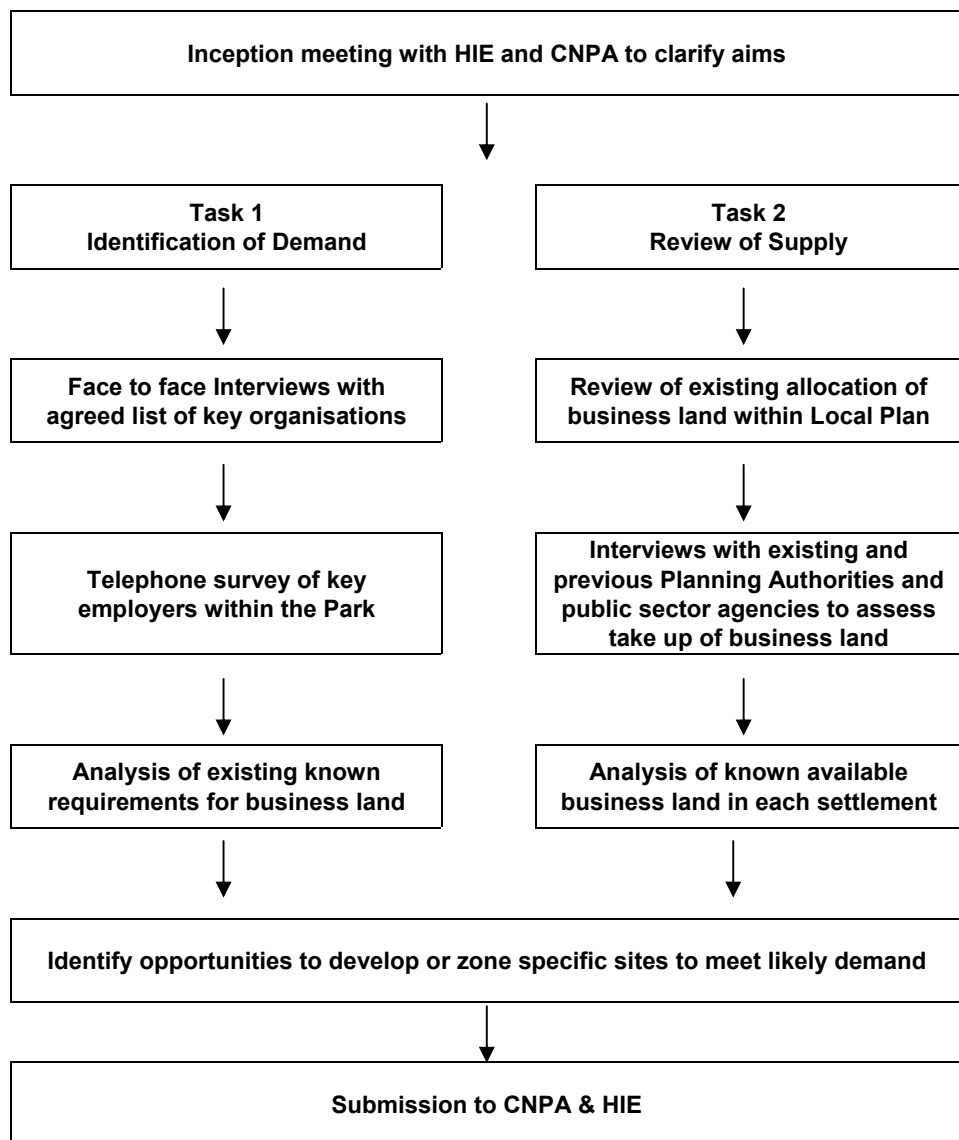 Inception meeting with HIE and CNPA to clarify aims
Task 1
Identification of Demand
Face to face Interviews with
agreed list of key organisations
Telephone survey of key
employers within the Park
Analysis of existing known
requirements for business land
Task 2
Review of Supply
Review of existing allocation of
business land within Local Plan
Interviews with existing and
previous Planning Authorities and
public sector agencies to assess
take up of business land
Analysis of known available
business land in each settlement
Identify opportunities to develop or zone specific sites to meet likely demand
Submission to CNPA & HIE